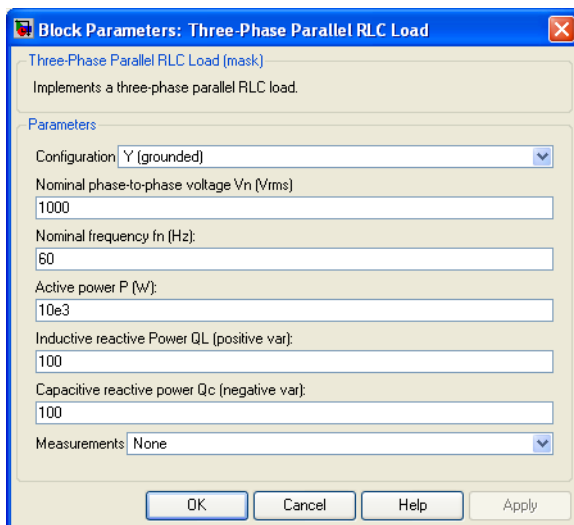 Block Parameters: Three-Phase Parallel RLC Load
Three-Phase Parallel RLC Load (mask)
Implements a three-phase parallel RLC load.
Parameters
Configuration Y (grounded)
Nominal phase-to-phase voltage Vn (Vrms)
1000
Nominal frequency fn (Hz):
60
Active power P (W):
10e3
Inductive reactive Power QL (positive var):
100
Capacitive reactive power Qc (negative var):
100
Measurements None
OK Cancel Help Apply